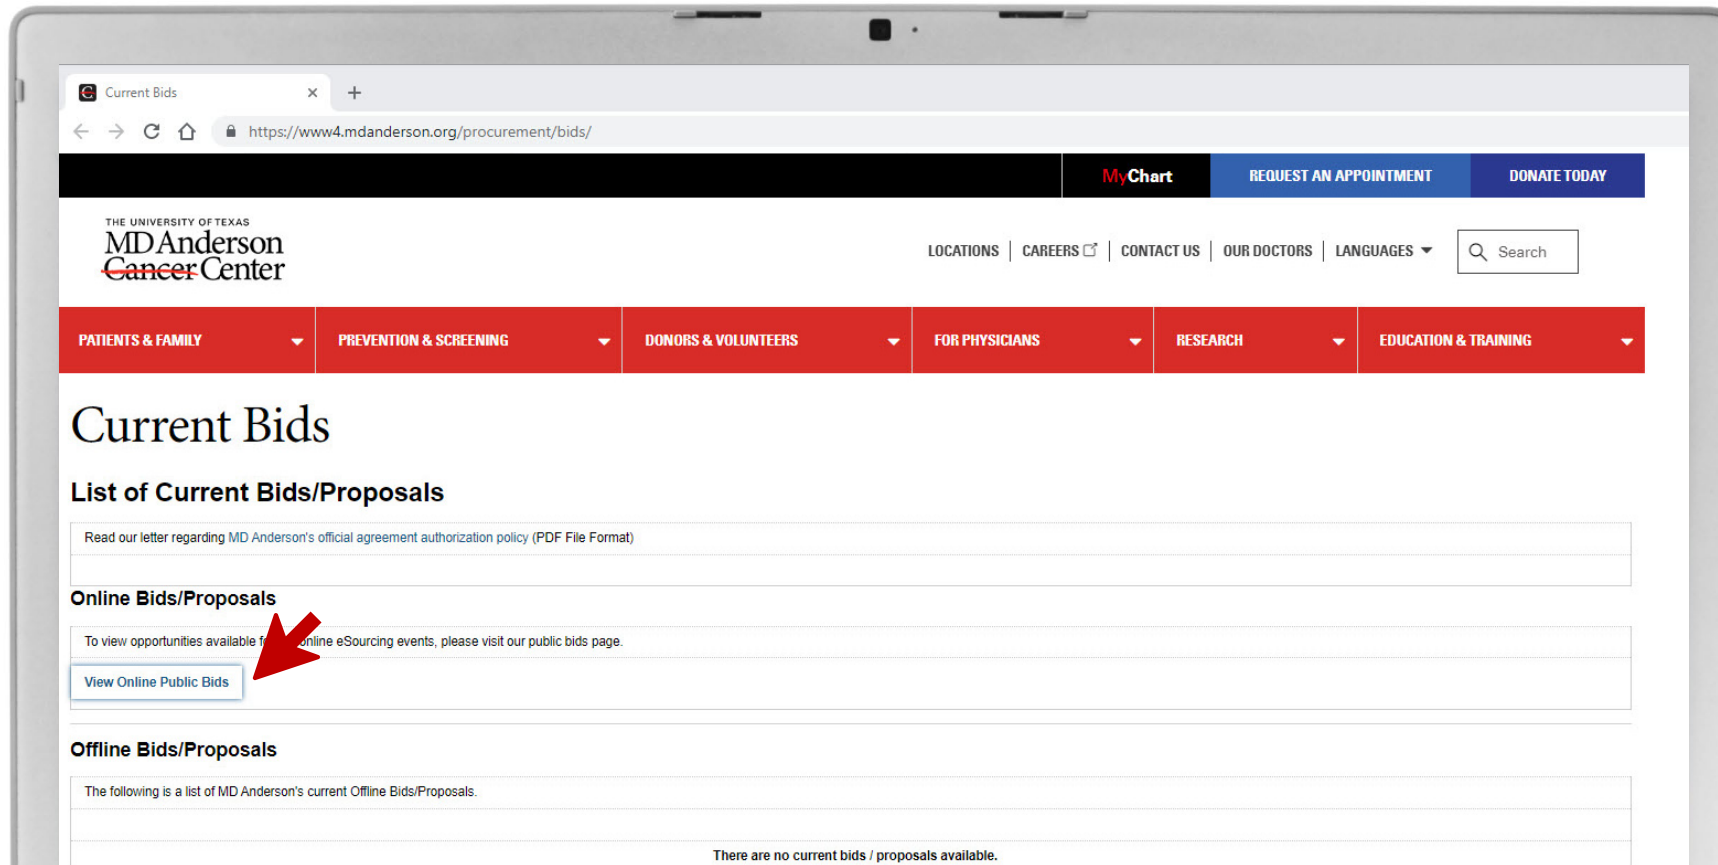 Current Bids
https://www4.mdanderson.org/procurement/bids/
MyChart REQUEST AN APPOINTMENT DONATE TODAY
THE UNIVERSITY OF TEXAS
MD Anderson
Cancer Center
LOCATIONS CAREERS CONTACT US OUR DOCTORS LANGUAGES Search
PATIENTS & FAMILY PREVENTION & SCREENING DONORS & VOLUNTEERS FOR PHYSICIANS RESEARCH EDUCATION & TRAINING
Current Bids
List of Current Bids/Proposals
Read our letter regarding MD Anderson's official agreement authorization policy (PDF File Format)
Online Bids/Proposals
To view opportunities available online eSourcing events, please visit our public bids page.
View Online Public Bids
Offline Bids/Proposals
The following is a list of MD Anderson's current Offline Bids/Proposals.
There are no current bids / proposals available.